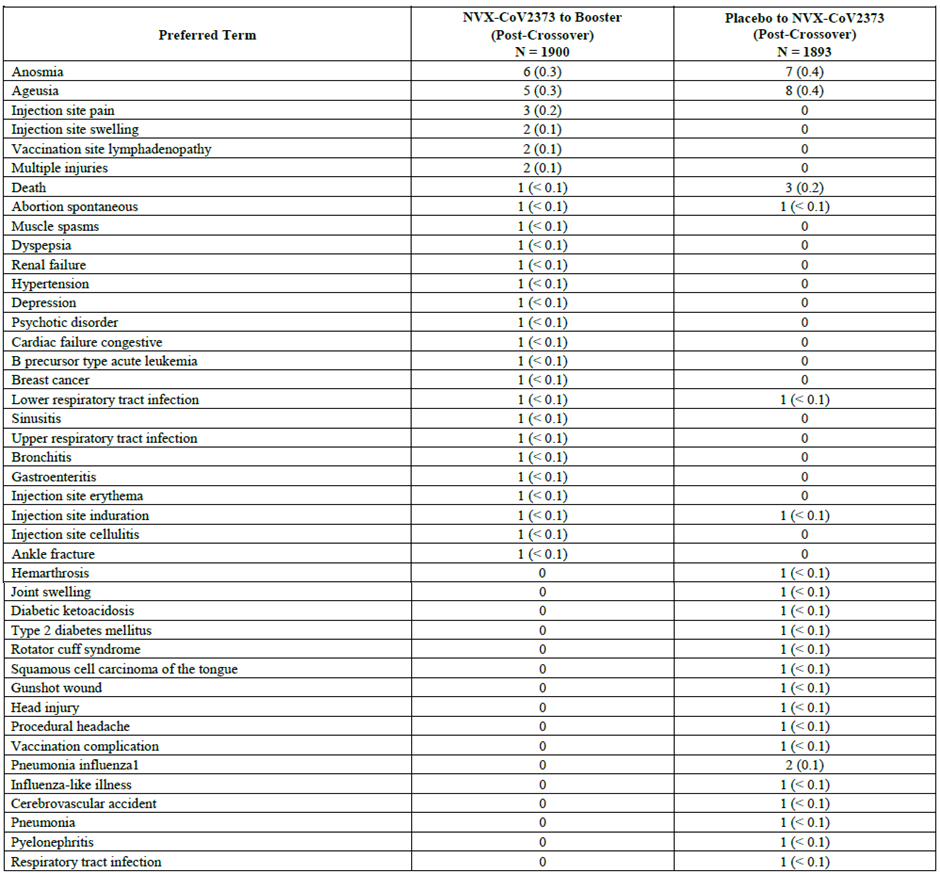 Preferred Term NVX-CoV2373 to Booster (Post-Crossover) N = 1900 Placebo to NVX-CoV2373 (Post-Crossover) N = 1893
Anosmia 6 (0.3) 7 (0.4)
Ageusia 5 (0.3) 8 (0.4)
Injection site pain 3 (0.2) 0
Injection site swelling 2 (0.1) 0
Vaccination site lymphadenopathy 2 (0.1) 0
Multiple injuries 2 (0.1) 0
Death 1 (< 0.1) 3 (0.2)
Abortion spontaneous 1 (< 0.1) 1 (< 0.1)
Muscle spasms 1 (< 0.1) 0
Dyspepsia 1 (< 0.1) 0
Renal failure 1 (< 0.1) 0
Hypertension 1 (< 0.1) 0
Depression 1 (< 0.1) 0
Psychotic disorder 1 (< 0.1) 0
Cardiac failure congestive 1 (< 0.1) 0
B precursor type acute leukemia 1 (< 0.1) 0
Breast cancer 1 (< 0.1) 0
Lower respiratory tract infection 1 (< 0.1) 1 (< 0.1)
Sinusitis 1 (< 0.1) 0
Upper respiratory tract infection 1 (< 0.1) 0
Bronchitis 1 (< 0.1) 0
Gastroenteritis 1 (< 0.1) 0
Injection site erythema 1 (< 0.1) 0
Injection site induration 1 (< 0.1) 1 (< 0.1)
Injection site cellulitis 1 (< 0.1) 0
Ankle fracture 1 (< 0.1) 0
Hemarthrosis 0 1 (< 0.1)
Joint swelling 0 1 (< 0.1)
Diabetic ketoacidosis 0 1 (< 0.1)
Type 2 diabetes mellitus 0 1 (< 0.1)
Rotator cuff syndrome 0 1 (< 0.1)
Squamous cell carcinoma of the tongue 0 1 (< 0.1)
Gunshot wound 0 1 (< 0.1)
Head injury 0 1 (< 0.1)
Procedural headache 0 1 (< 0.1)
Vaccination complication 0 1 (< 0.1)
Pneumonia influenza1 0 2 (0.1)
Influenza-like illness 0 1 (< 0.1)
Cerebrovascular accident 0 1 (< 0.1)
Pneumonia 0 1 (< 0.1)
Pyelonephritis 0 1 (< 0.1)
Respiratory tract infection 0 1 (< 0.1)